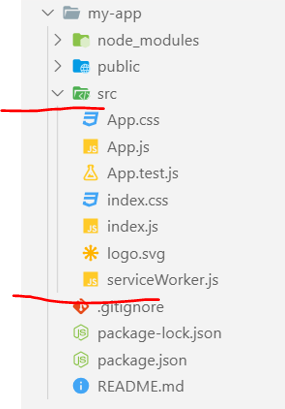 my-app
node_modules
public
src
App.css
App.js
App.test.js
index.css
index.js
logo.svg
serviceWorker.js
.gitignore
package-lock.json
package.json
README.md